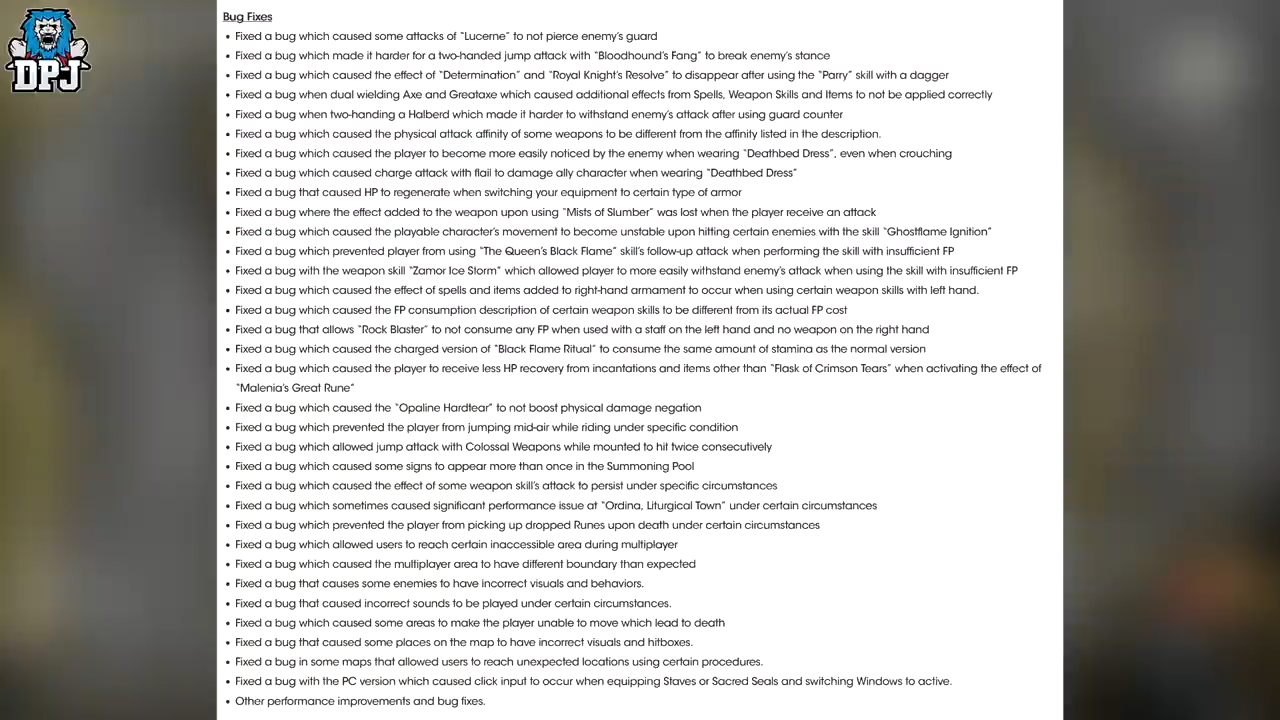 DPJ
Bug Fixes
• Fixed a bug which caused some attacks of “Lucerne” to not pierce enemy’s guard
• Fixed a bug which made it harder for a two-handed jump attack with “Bloodhound’s Fang” to break enemy’s stance
• Fixed a bug which caused the effect of “Determination” and “Royal Knight’s Resolve” to disappear after using the “Parry” skill with a dagger
• Fixed a bug when dual wielding Axe and Greataxe which caused additional effects from Spells, Weapon Skills and Items to not be applied correctly
• Fixed a bug when two-handing a Halberd which made it harder to withstand enemy’s attack after using guard counter
• Fixed a bug which caused the physical attack affinity of some weapons to be different from the affinity listed in the description.
• Fixed a bug which caused the player to become more easily noticed by the enemy when wearing “Deathbed Dress”, even when crouching
• Fixed a bug which caused charge attack with flail to damage ally character when wearing “Deathbed Dress”
• Fixed a bug that caused HP to regenerate when switching your equipment to certain type of armor
• Fixed a bug where the effect added to the weapon upon using “Mists of Slumber” was lost when the player receive an attack
• Fixed a bug which caused the playable character’s movement to become unstable upon hitting certain enemies with the skill “Ghostflame Ignition”
• Fixed a bug which prevented player from using “The Queen’s Black Flame” skill’s follow-up attack when performing the skill with insufficient FP
• Fixed a bug with the weapon skill “Zamor Ice Storm” which allowed player to more easily withstand enemy’s attack when using the skill with insufficient FP
• Fixed a bug which caused the effect of spells and items added to right-hand armament to occur when using certain weapon skills with left hand.
• Fixed a bug which caused the FP consumption description of certain weapon skills to be different from its actual FP cost
• Fixed a bug that allows “Rock Blaster” to not consume any FP when used with a staff on the left hand and no weapon on the right hand
• Fixed a bug which caused the charged version of “Black Flame Ritual” to consume the same amount of stamina as the normal version
• Fixed a bug which caused the player to receive less HP recovery from incantations and items other than “Flask of Crimson Tears” when activating the effect of
“Malenia’s Great Rune”
• Fixed a bug which caused the “Opaline Hardtear” to not boost physical damage negation
• Fixed a bug which prevented the player from jumping mid-air while riding under specific condition
• Fixed a bug which allowed jump attack with Colossal Weapons while mounted to hit twice consecutively
• Fixed a bug which caused some signs to appear more than once in the Summoning Pool
• Fixed a bug which caused the effect of some weapon skill’s attack to persist under specific circumstances
• Fixed a bug which sometimes caused significant performance issue at “Ordina, Liturgical Town” under certain circumstances
• Fixed a bug which prevented the player from picking up dropped Runes upon death under certain circumstances
• Fixed a bug which allowed users to reach certain inaccessible area during multiplayer
• Fixed a bug which caused the multiplayer area to have different boundary than expected
• Fixed a bug that causes some enemies to have incorrect visuals and behaviors.
• Fixed a bug that caused incorrect sounds to be played under certain circumstances.
• Fixed a bug which caused some areas to make the player unable to move which lead to death
• Fixed a bug that caused some places on the map to have incorrect visuals and hitboxes.
• Fixed a bug in some maps that allowed users to reach unexpected locations using certain procedures.
• Fixed a bug with the PC version which caused click input to occur when equipping Staves or Sacred Seals and switching Windows to active.
• Other performance improvements and bug fixes.